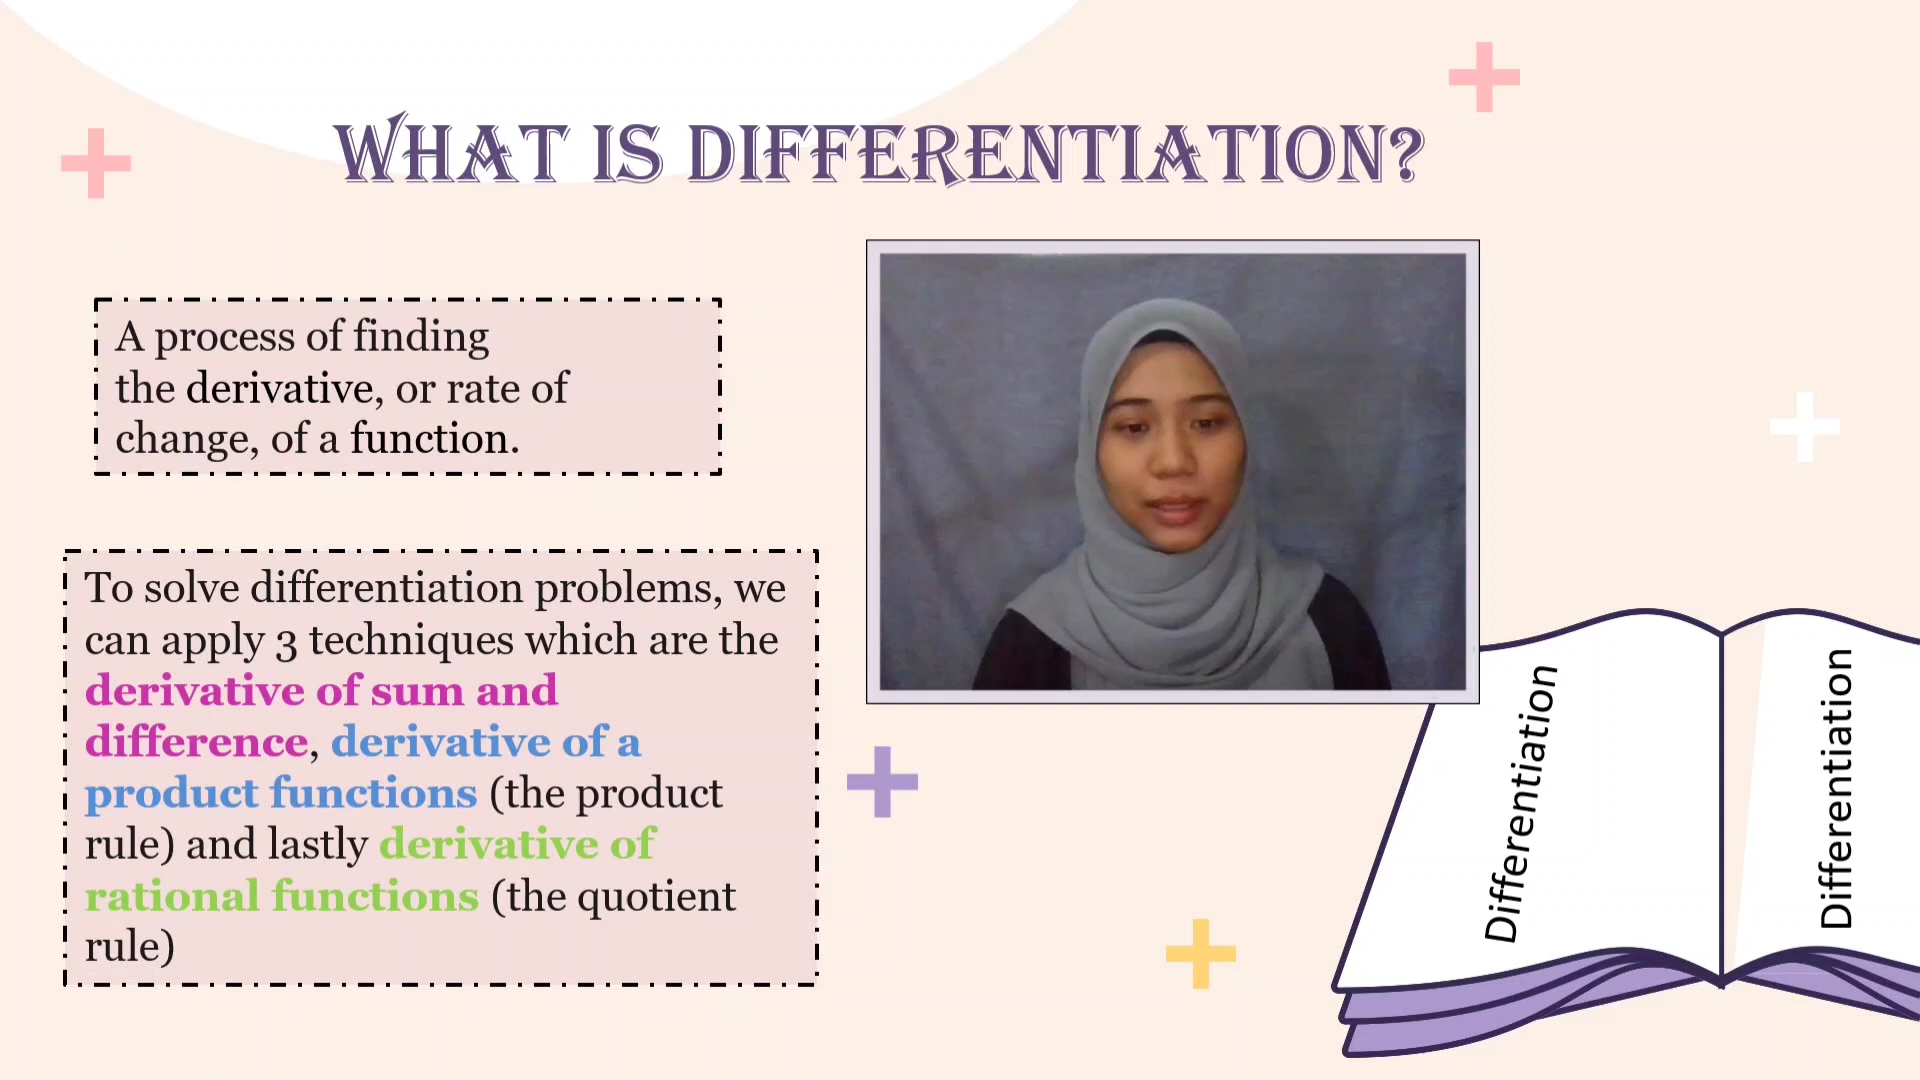 WHAT IS DIFFERENTIATION?
A process of finding
the derivative, or rate of
change, of a function.
To solve differentiation problems, we
can apply 3 techniques which are the
derivative of sum and
difference, derivative of a
product functions (the product
rule) and lastly derivative of
rational functions (the quotient
rule)
Differentiation
Differentiation